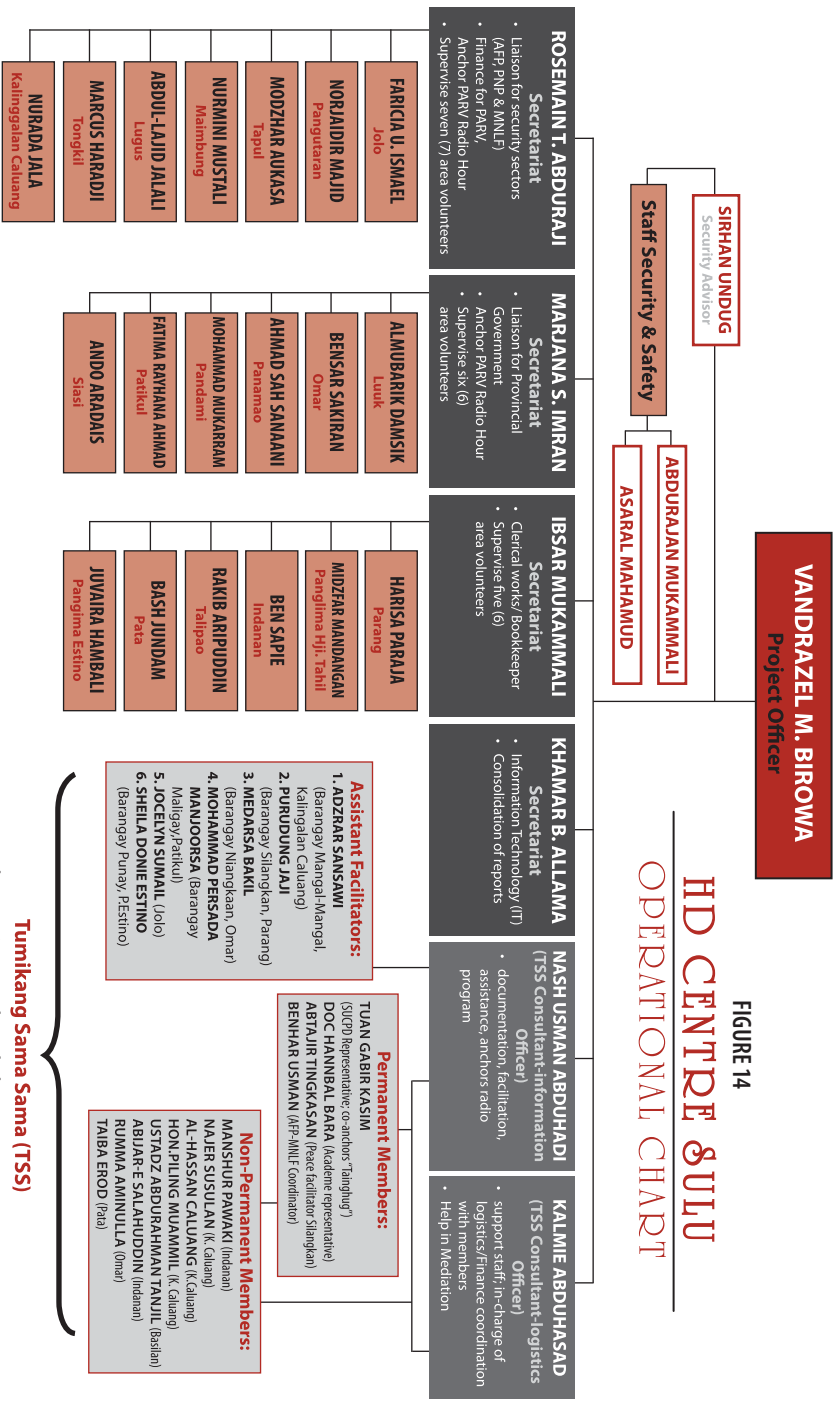 FIGURE 14
HD CENTRE SULU
OPERATIONAL CHART
VANDRAZEL M. BIROWA
Project Officer
SIRHAN UNDUG
Security Advisor
Staff Security & Safety
ABDURAJAN MUKAMMALI
ASARAL MAHAMUD
ROSEMAIN T. ABDURAJI
Secretariat
• Liaison for security sectors
(AFP, PNP & MNLF)
• Finance for PARV,
Anchor PARV Radio Hour
• Supervise seven (7) area volunteers
FARICIA U. ISMAEL
Jolo
NORJAIDIR MAJID
Pangutaran
MODZHAR AUKASA
Tapul
NURMINI MUSTALI
Maimbung
ABDUL-LAJID JALALI
Lugus
MARCUS HARADJI
Tongkil
NURADA JALA
Kalinggalan Caluang
MARJANA S. IMRAN
Secretariat
• Liaison for Provincial
Government
• Anchor PARV Radio Hour
• Supervise six (6)
area volunteers
ALMUBARIK DAMSIK
Luuk
BENSAR SAKIRAN
Omar
AHMAD SAH SANAANI
Panamao
MOHAMMAD MUKARRAM
Pandami
FATIMA RAYHANA AHMAD
Patikul
ANDO ARADAIS
Siasi
IBSAR MUKAMMALI
Secretariat
• Clerical works/ Bookkeeper
• Supervise five (6)
area volunteers
HARISA PARAJA
Parang
MIDZFAR MANDANGAN
Panglima Hji. Tahil
BEN SAPIE
Indanan
RAKIB ARIPUDDIN
Talipao
BASH JUNDAM
Pata
JUVAIRA HAMBALI
Pangima Estino
KHAMAR B. ALLAMA
Secretariat
• Information Technology (IT)
• Consolidation of reports
NASH USMAN ABDUHADI
(TSS Consultant-information
Officer)
• documentation, facilitation,
assistance, anchors radio
program
KALMIE ABDUHASAD
(TSS Consultant-logistics
Officer)
• support staff; in-charge of
logistics/Finance coordination
with members
• Help in Mediation
Assistant Facilitators:
1. ADZRAR SANSAWI
(Barangay Mangal-Mangal,
Kalingalan Caluang)
2. PURUDUNG JAJI
(Barangay Silangkan, Parang)
3. MEDARSA BAKIL
(Barangay Niangkaan, Omar)
4. MOHAMMAD PERSADA
MANJOORSA (Barangay
Maligay,Patikul)
5. JOCELYN SUMAIL (Jolo)
6. SHEILA DONIE ESTINO
(Barangay Punay, P.Estino)
Permanent Members:
TUAN GABIR KASIM
(SUCPD Representative; co-anchors "Tainghug")
DOC HANNBAL BARA (Academe representative)
ABTAJIR TINGKASAN (Peace facilitator Silangkan)
BENHAR USMAN (AFP-MNLF Coordinator)
Non-Permanent Members:
MANSHUR PAWAKI (Indanan)
NAJER SUSULAN (K. Caluang)
AL-HASSAN CALUANG (K.Caluang)
HON.PILING MUAMMIL (K. Caluang)
USTADZ ABDURAHMAN TANJIL (Basilan)
ABIJAR-E SALAHUDDIN (Indanan)
RUMMA AMINULLA (Omar)
TAIBA EROD (Pata)
Tumikang Sama Sama (TSS)